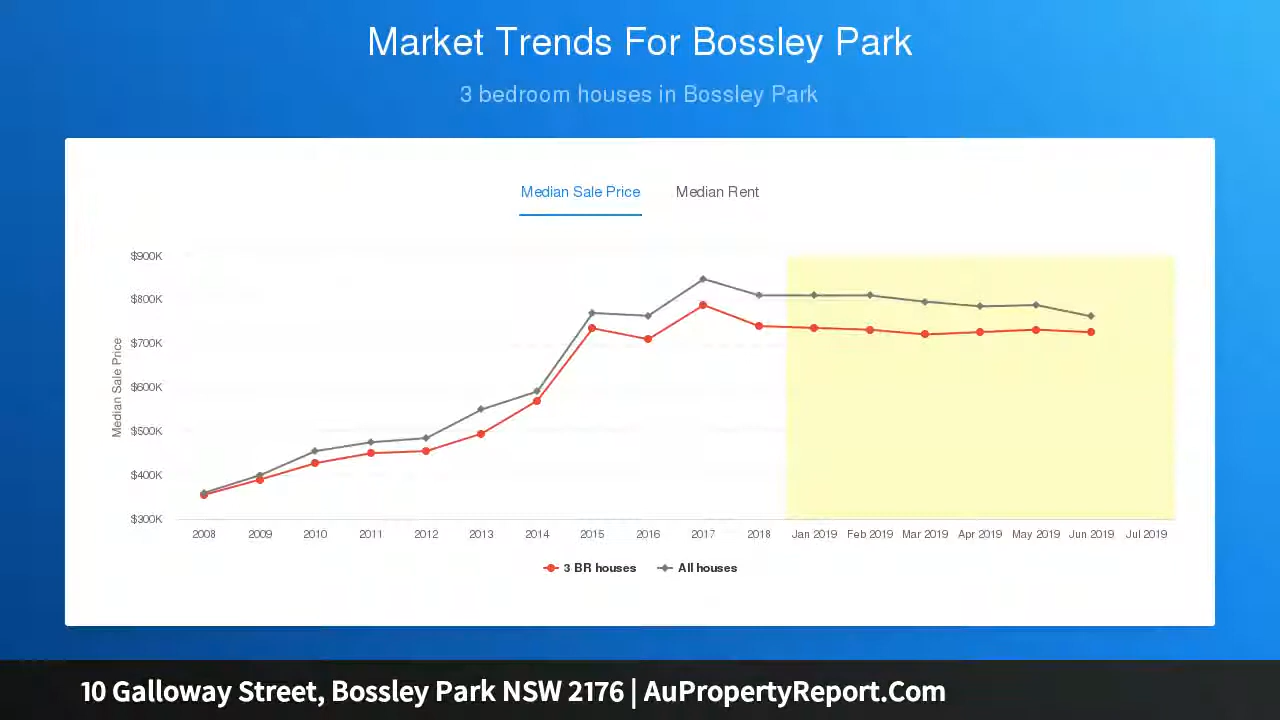 Market Trends For Bossley Park
3 bedroom houses in Bossley Park
Median Sale Price Median Rent
$900K
$800K
$700K
$600K
$500K
$400K
$300K
Median Sale Price
2008 2009 2010 2011 2012 2013 2014 2015 2016 2017 2018 Jan 2019 Feb 2019 Mar 2019 Apr 2019 May 2019 Jun 2019 Jul 2019
3 BR houses All houses
10 Galloway Street, Bossley Park NSW 2176 | AuPropertyReport.Com